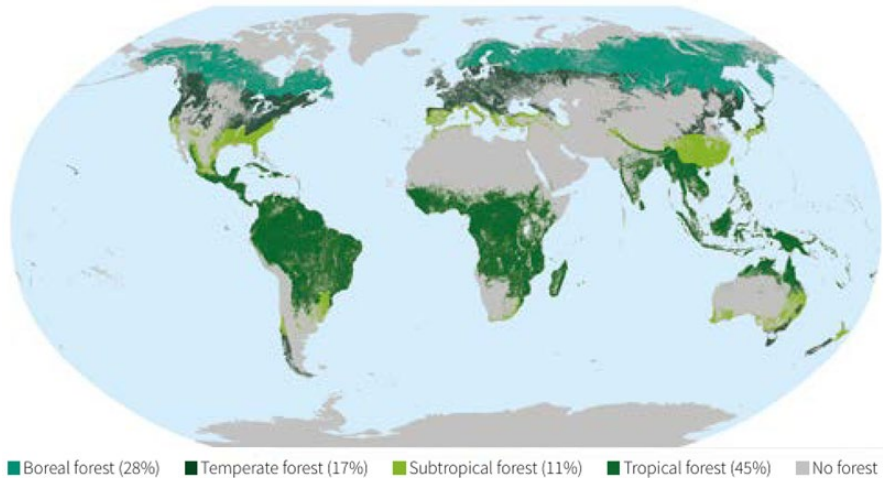 Boreal forest (28%) Temperate forest (17%) Subtropical forest (11%) Tropical forest (45%) No forest